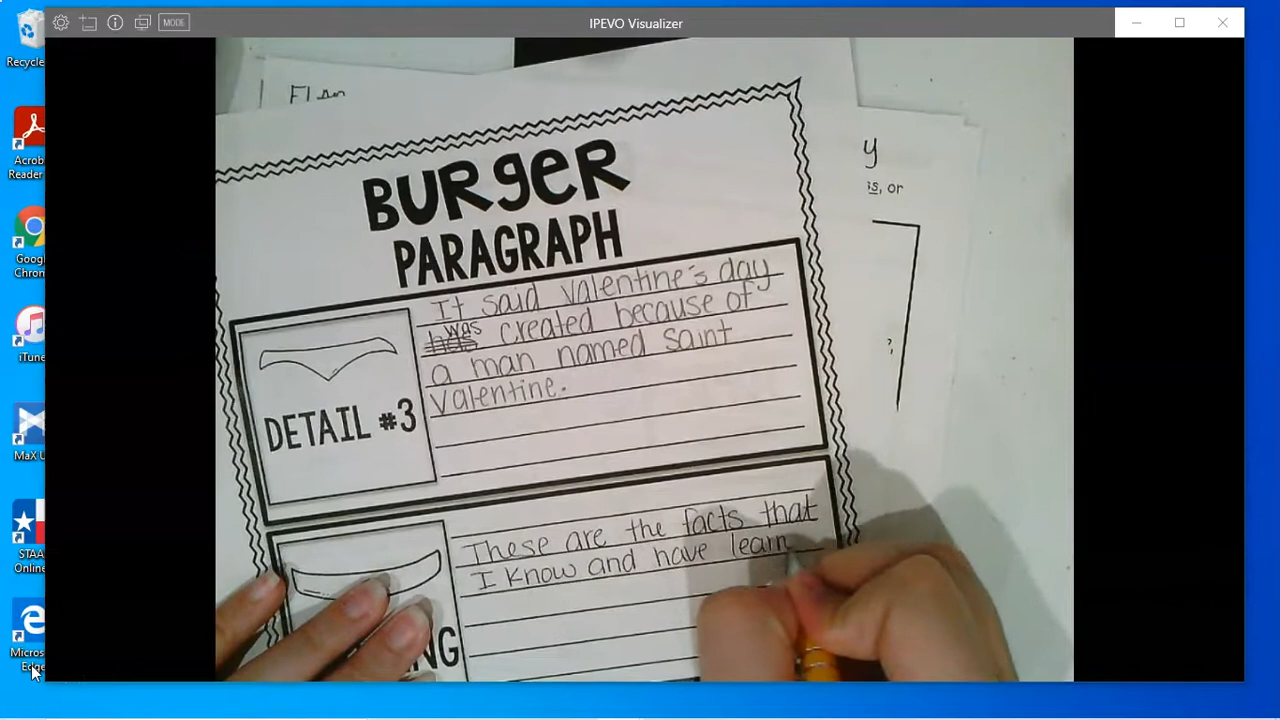 IPEVO Visualizer
MODE
Recycle
Acrob
Reader
Googl
Chron
iTune
MaX U
STAA
Online
Micros
Edge
y
ss, or
BURGER
PARAGRAPH
DETAIL #3
It said valentine's day
was created because of
a man named saint
valentine.
These are the facts that
I know and have learn
NG